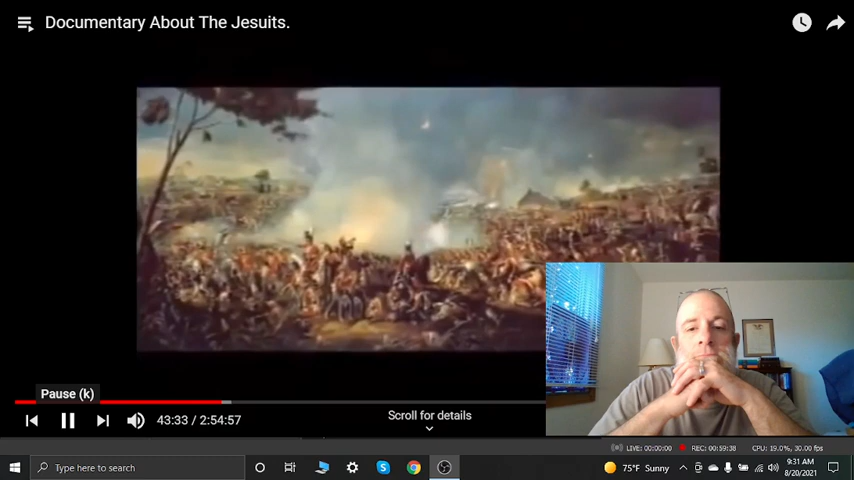 Documentary About The Jesuits.
Pause (k)
43:33 / 2:54:57
Scroll for details
LIVE: 00:00:00
REC: 00:59:38
CPU: 19.0%, 30.00 fps
Type here to search
75°F Sunny
9:31 AM
8/20/2021